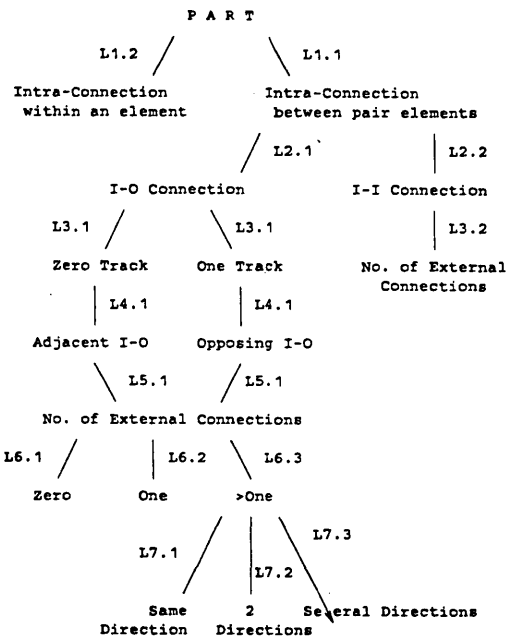 P A R T
L1.2
L1.1
Intra-Connection
within an element
Intra-Connection
between pair elements
L2.1
L2.2
I-O Connection
I-I Connection
L3.1
L3.1
L3.2
Zero Track
One Track
No. of External
Connections
L4.1
L4.1
Adjacent I-O
Opposing I-O
L5.1
L5.1
No. of External Connections
L6.1
L6.2
L6.3
Zero
One
>One
L7.1
L7.2
L7.3
Same
Direction
2
Directions
Several Directions